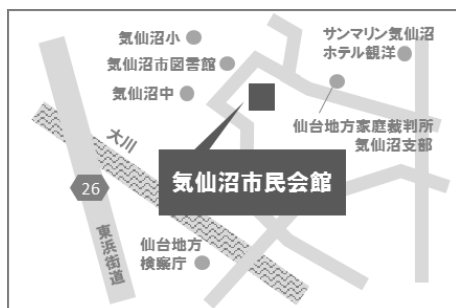 気仙沼小
気仙沼市図書館
気仙沼中
サンマリン気仙沼
ホテル観洋
仙台地方家庭裁判所
気仙沼支部
大川
気仙沼市民会館
26
東浜街道
仙台地方
検察庁